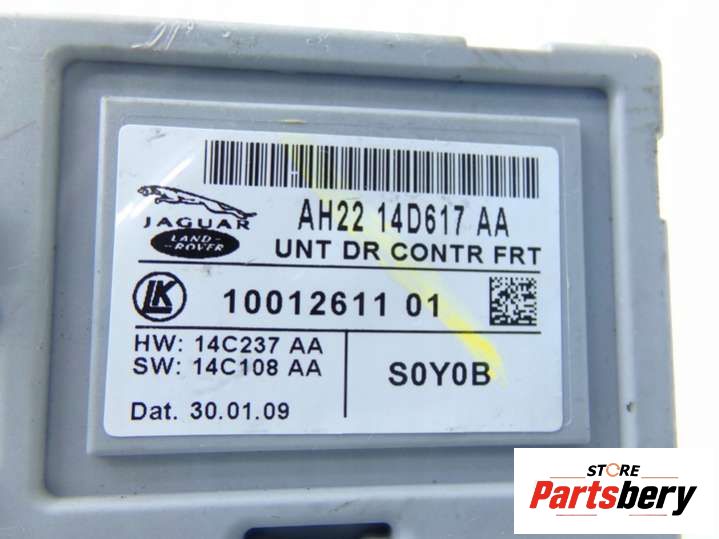 JAGUAR
LAND-
-ROVER
AH22 14D617 AA
UNT DR CONTR FRT
LK
10012611 01
HW: 14C237 AA
SW: 14C108 AA
S0Y0B
Dat. 30.01.09
STORE
Partsbery